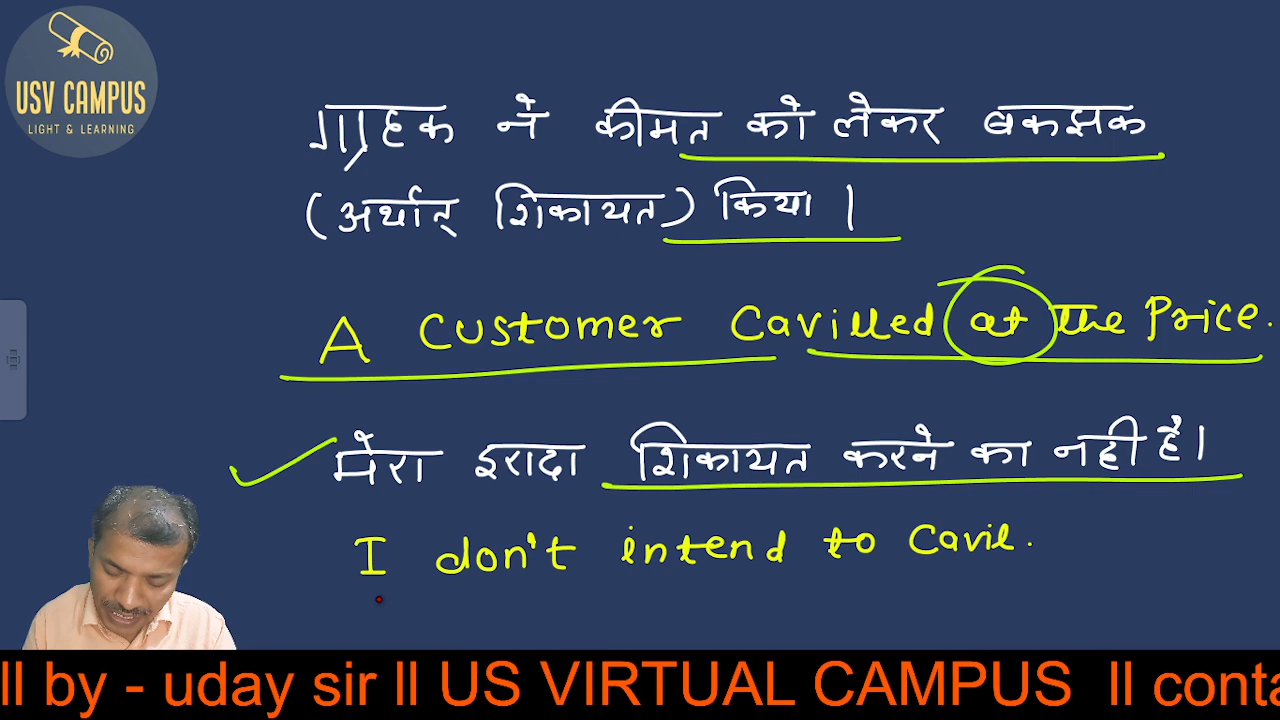 USV CAMPUS
LIGHT & LEARNING
ग्राहक ने कीमत को लेकर बकझक
(अर्थात् शिकायत) किया।
A Customer Cavilled at the Price.
मेरा इरादा शिकायत करने का नही है।
I don't intend to Cavil.
ll by - uday sir ll US VIRTUAL CAMPUS ll conta